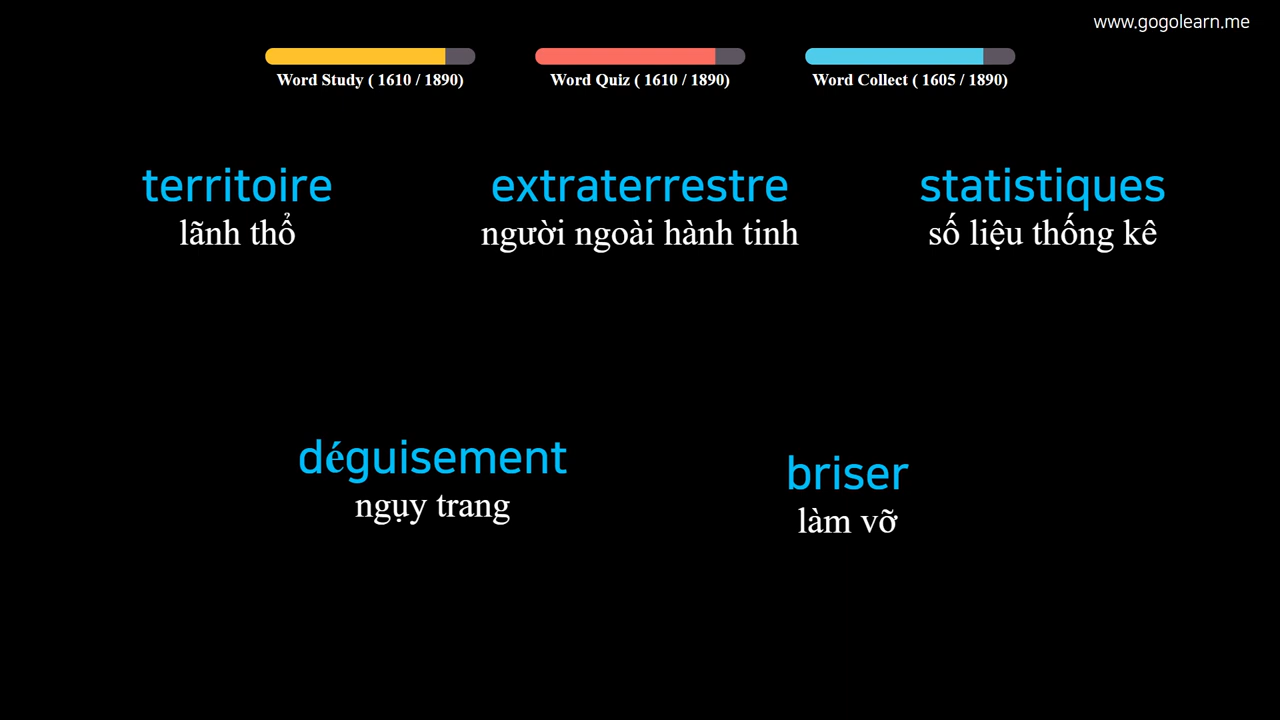 www.gogolearn.me
Word Study ( 1610 / 1890)
Word Quiz ( 1610 / 1890)
Word Collect ( 1605 / 1890)
territoire
lãnh thổ
extraterrestre
người ngoài hành tinh
statistiques
số liệu thống kê
déguisement
ngụy trang
briser
làm vỡ